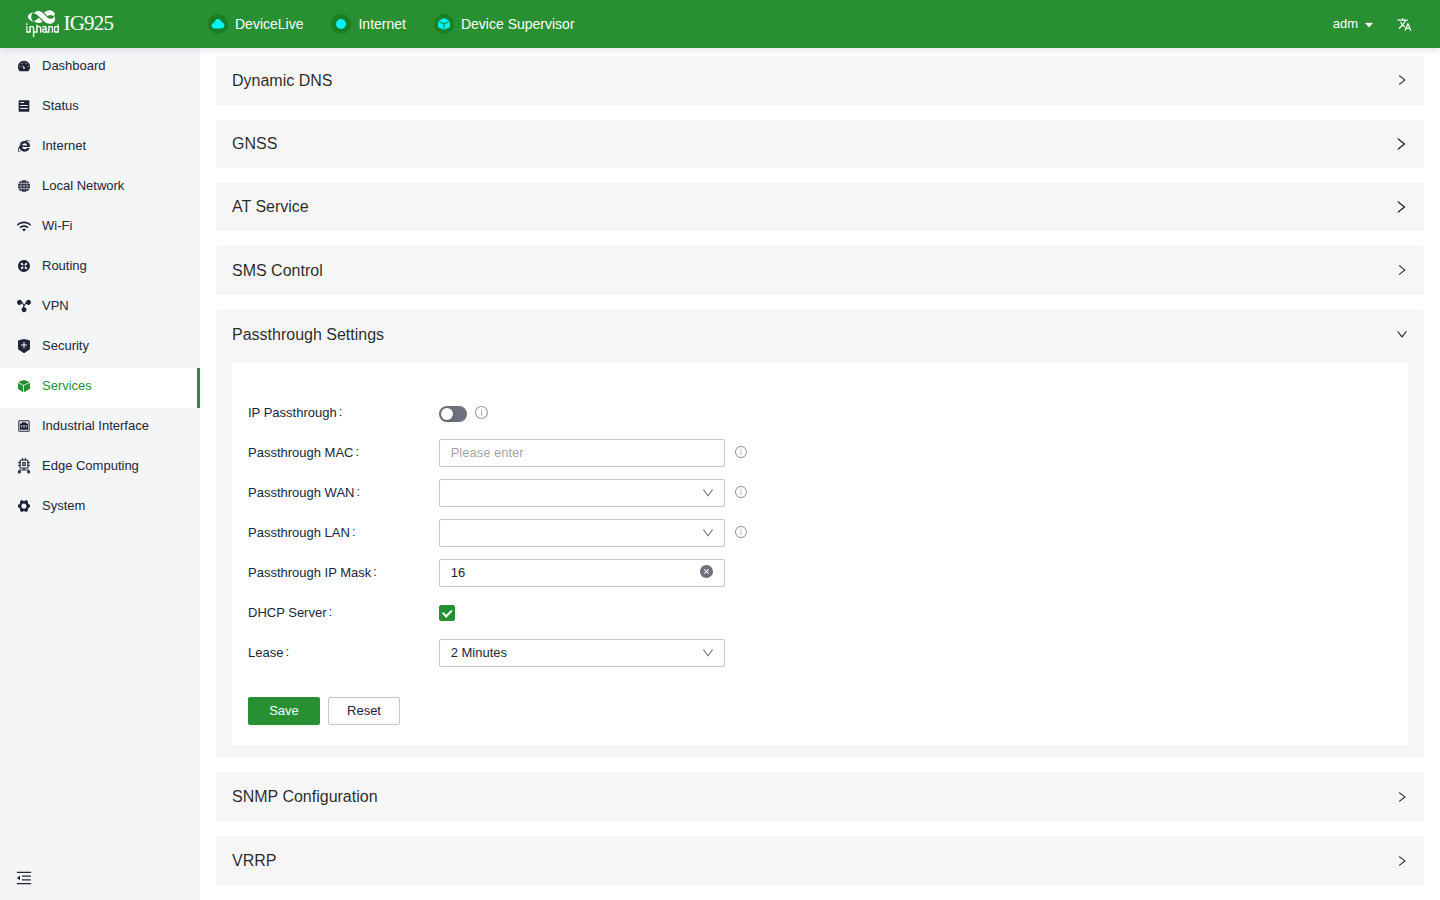 inhand IG925
DeviceLive
Internet
Device Supervisor
adm
Dashboard
Status
Internet
Local Network
Wi-Fi
Routing
VPN
Security
Services
Industrial Interface
Edge Computing
System
Dynamic DNS
GNSS
AT Service
SMS Control
Passthrough Settings
IP Passthrough:
Passthrough MAC: Please enter
Passthrough WAN:
Passthrough LAN:
Passthrough IP Mask: 16
DHCP Server:
Lease: 2 Minutes
Save Reset
SNMP Configuration
VRRP